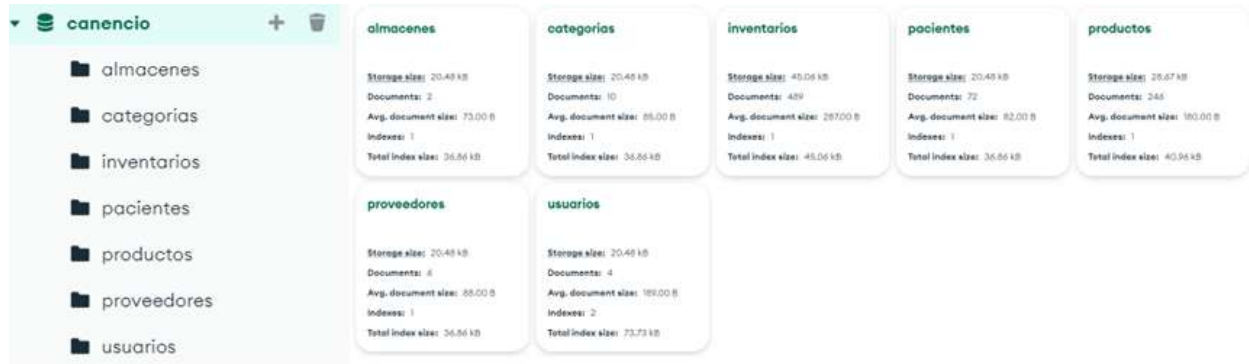 canencio
almacenes
categorias
inventarios
pacientes
productos
proveedores
usuarios
almacenes
Storage size: 20.48 kB
Documents: 2
Avg. document size: 73.00 B
Indexes: 1
Total index size: 36.86 kB
categorias
Storage size: 20.48 kB
Documents: 10
Avg. document size: 85.00 B
Indexes: 1
Total index size: 36.86 kB
inventarios
Storage size: 45.06 kB
Documents: 489
Avg. document size: 287.00 B
Indexes: 1
Total index size: 45.06 kB
pacientes
Storage size: 20.48 kB
Documents: 72
Avg. document size: 82.00 B
Indexes: 1
Total index size: 36.86 kB
productos
Storage size: 28.67 kB
Documents: 246
Avg. document size: 180.00 B
Indexes: 1
Total index size: 40.96 kB
proveedores
Storage size: 20.48 kB
Documents: 6
Avg. document size: 88.00 B
Indexes: 1
Total index size: 36.86 kB
usuarios
Storage size: 20.48 kB
Documents: 4
Avg. document size: 189.00 B
Indexes: 2
Total index size: 73.73 kB